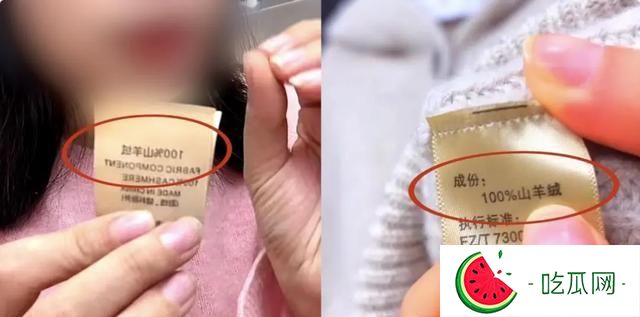 100%山羊绒
FABRIC COMPONENT
100% CASHMERE
MADE IN CHINA
成份：
100%山羊绒
执行标准：
FZ/T 7300
吃瓜网